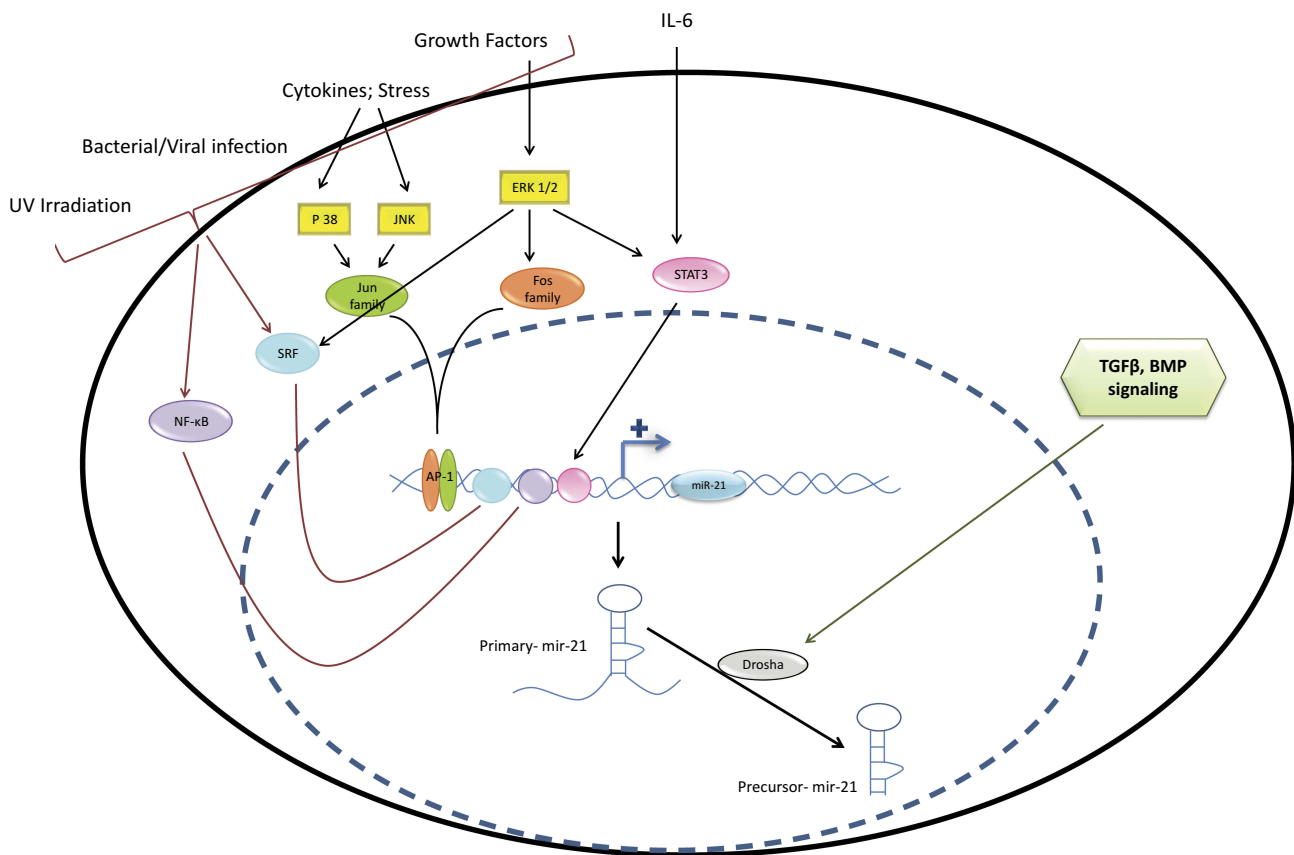 IL-6
Growth Factors
Cytokines; Stress
Bacterial/Viral infection
UV Irradiation
ERK 1/2
P 38
JNK
STAT3
Jun
family
Fos
family
SRF
NF-κB
TGFβ, BMP
signaling
+
AP-1
miR-21
Primary- mir-21
Drosha
Precursor- mir-21